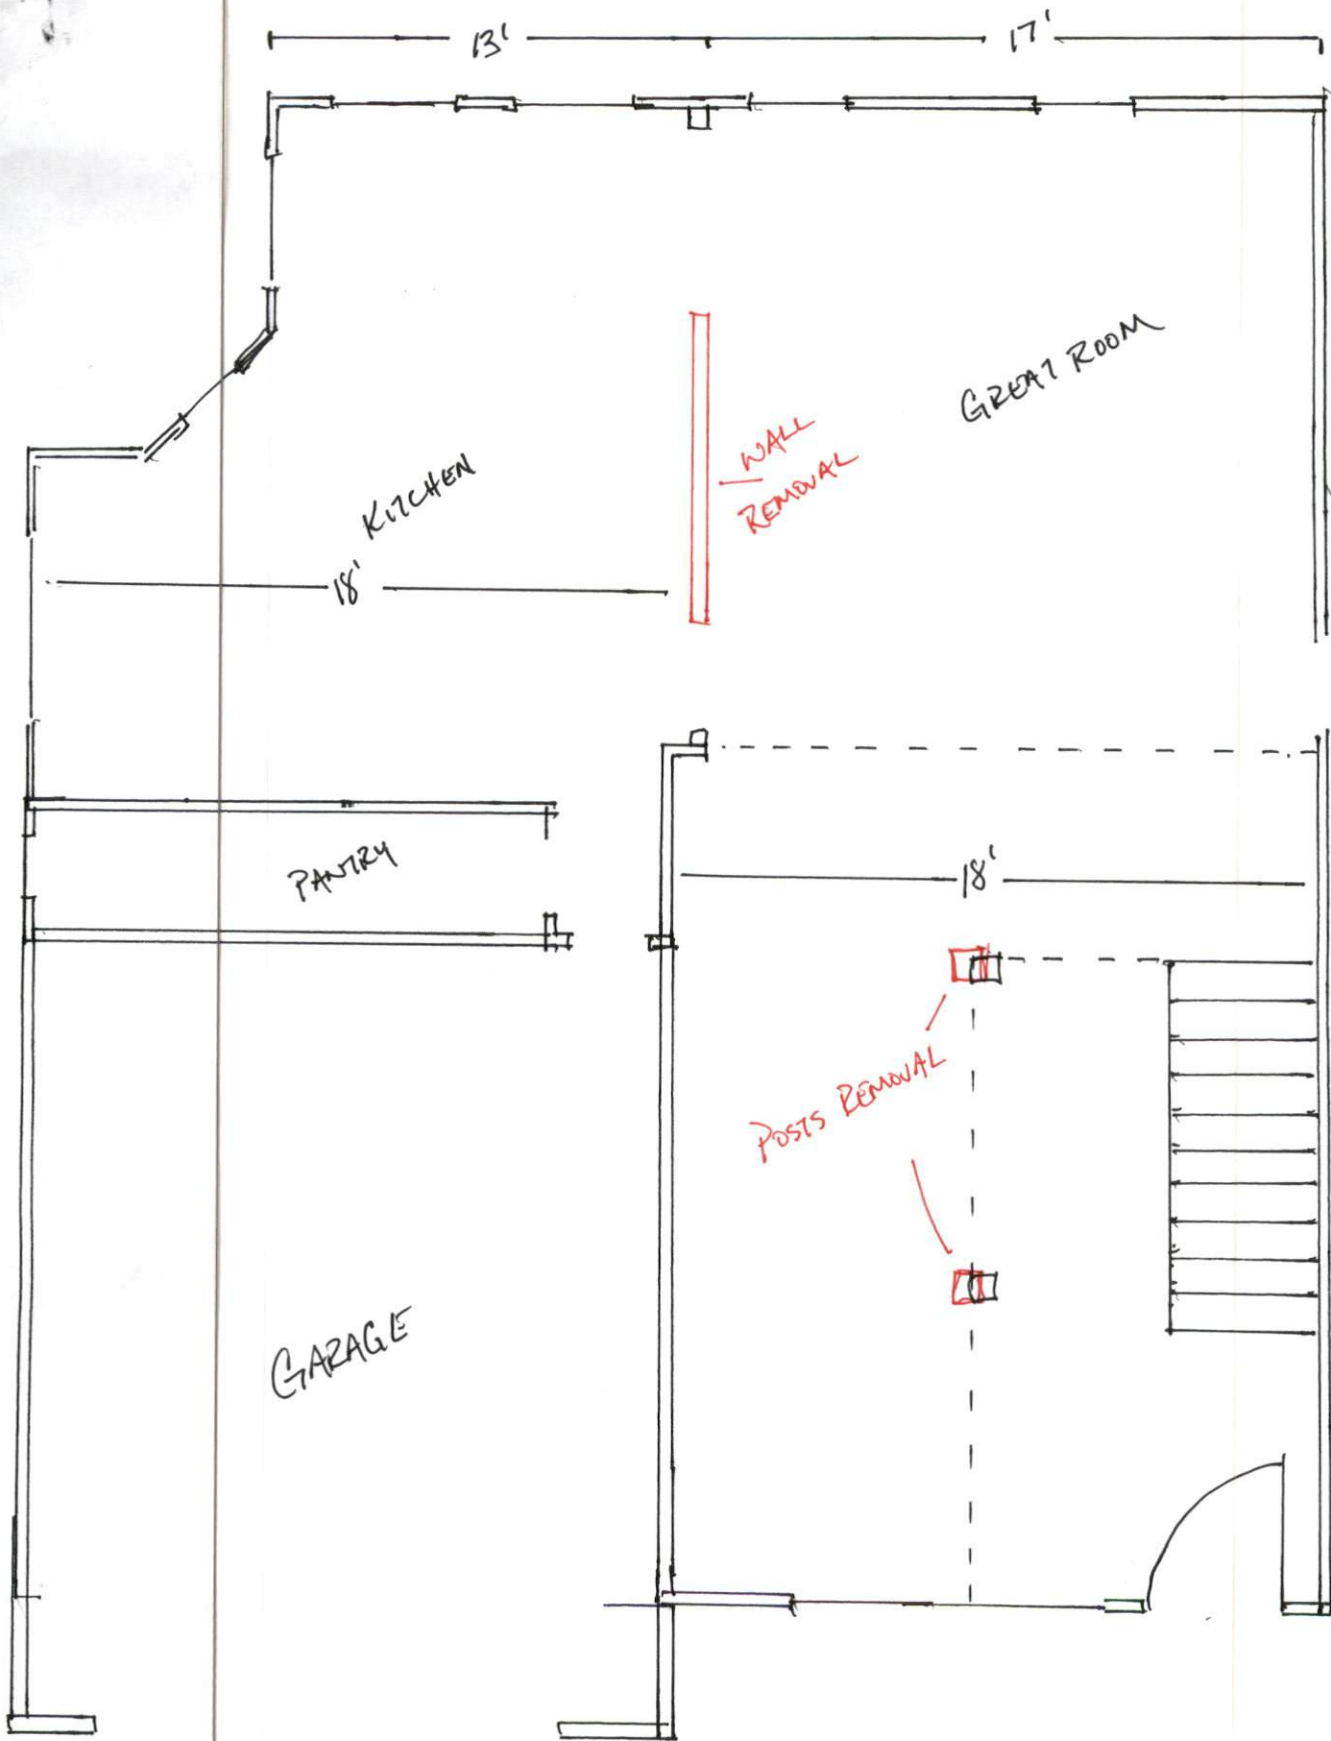 13'
17'
GREAT ROOM
WALL
REMOVAL
KITCHEN
18'
18'
PANTRY
POSTS REMOVAL
GARAGE